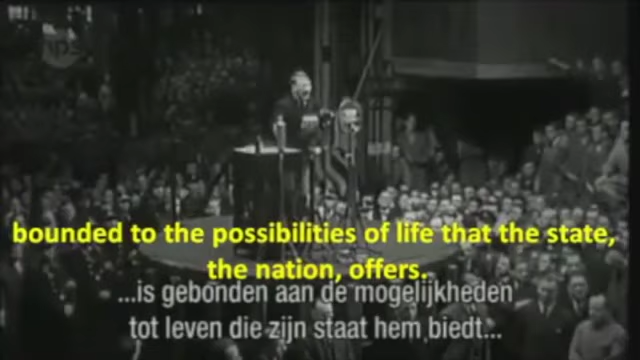 nps
bounded to the possibilities of life that the state,
the nation, offers.
...is gebonden aan de mogelijkheden
tot leven die zijn staat hem biedt...